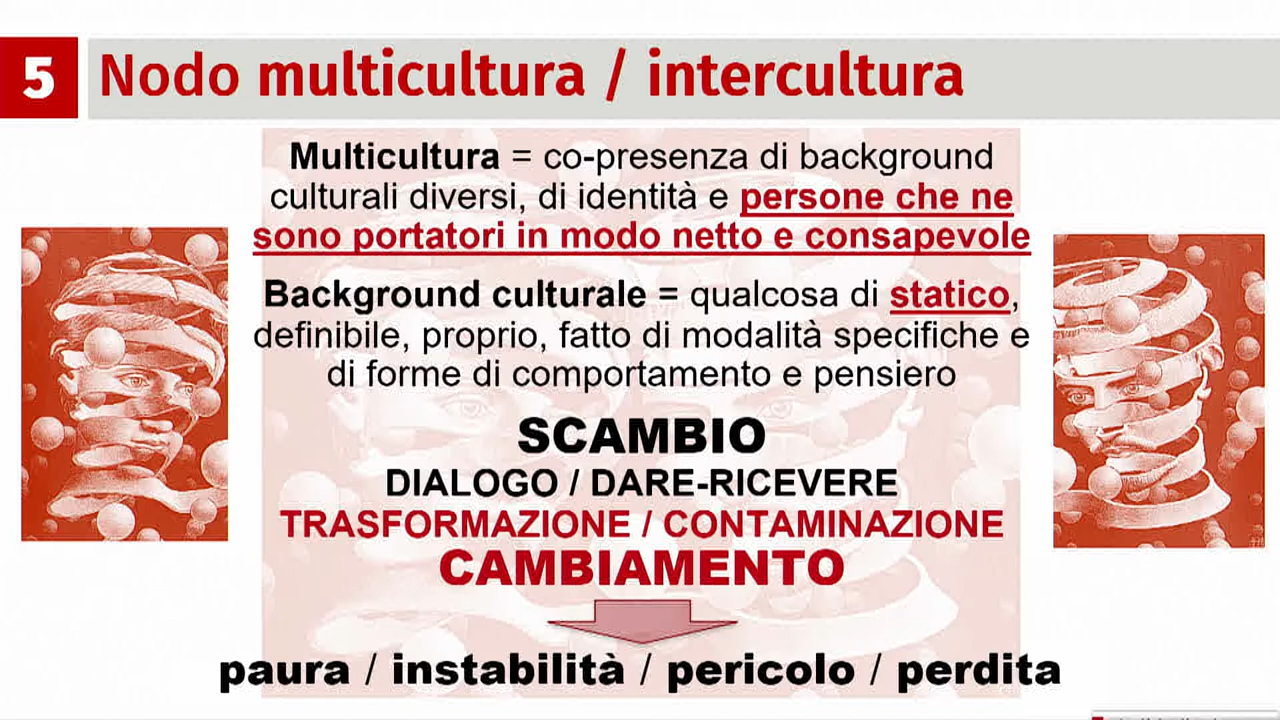 5 Nodo multicultura / intercultura
Multicultura = co-presenza di background
culturali diversi, di identità e persone che ne
sono portatori in modo netto e consapevole
Background culturale = qualcosa di statico,
definibile, proprio, fatto di modalità specifiche e
di forme di comportamento e pensiero
SCAMBIO
DIALOGO / DARE-RICEVERE
TRASFORMAZIONE / CONTAMINAZIONE
CAMBIAMENTO
paura / instabilità / pericolo / perdita